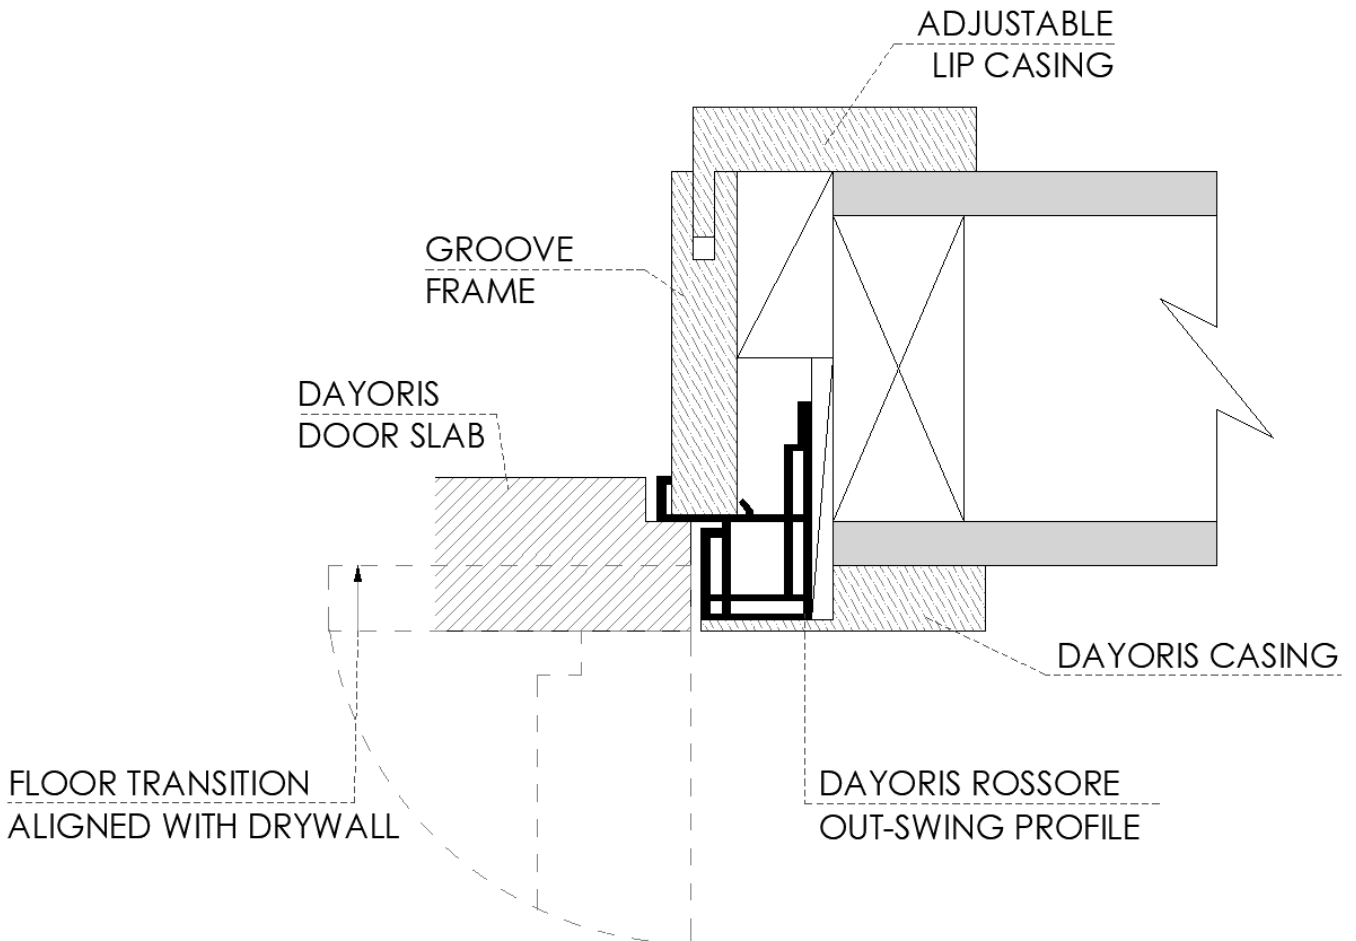 ADJUSTABLE
LIP CASING
GROOVE
FRAME
DAYORIS
DOOR SLAB
DAYORIS CASING
FLOOR TRANSITION
ALIGNED WITH DRYWALL
DAYORIS ROSSORE
OUT-SWING PROFILE